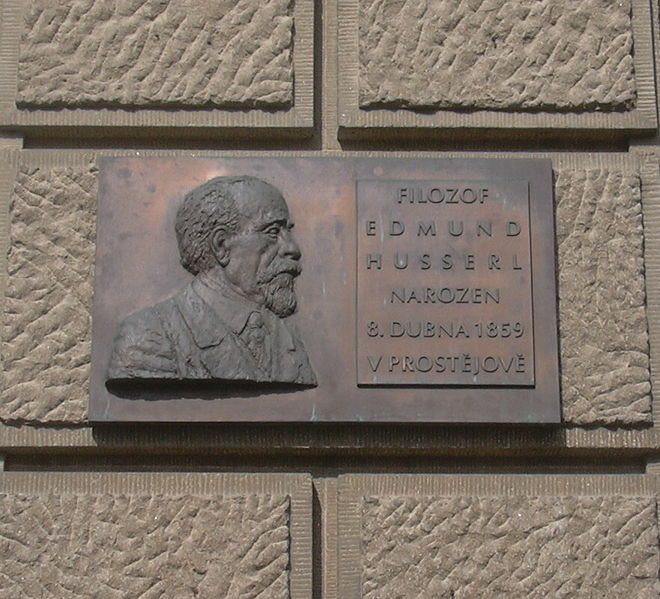 FILOZOF
EDMUND
HUSSERL
NAROZEN
8. DUBNA 1859
V PROSTĚJOVĚ